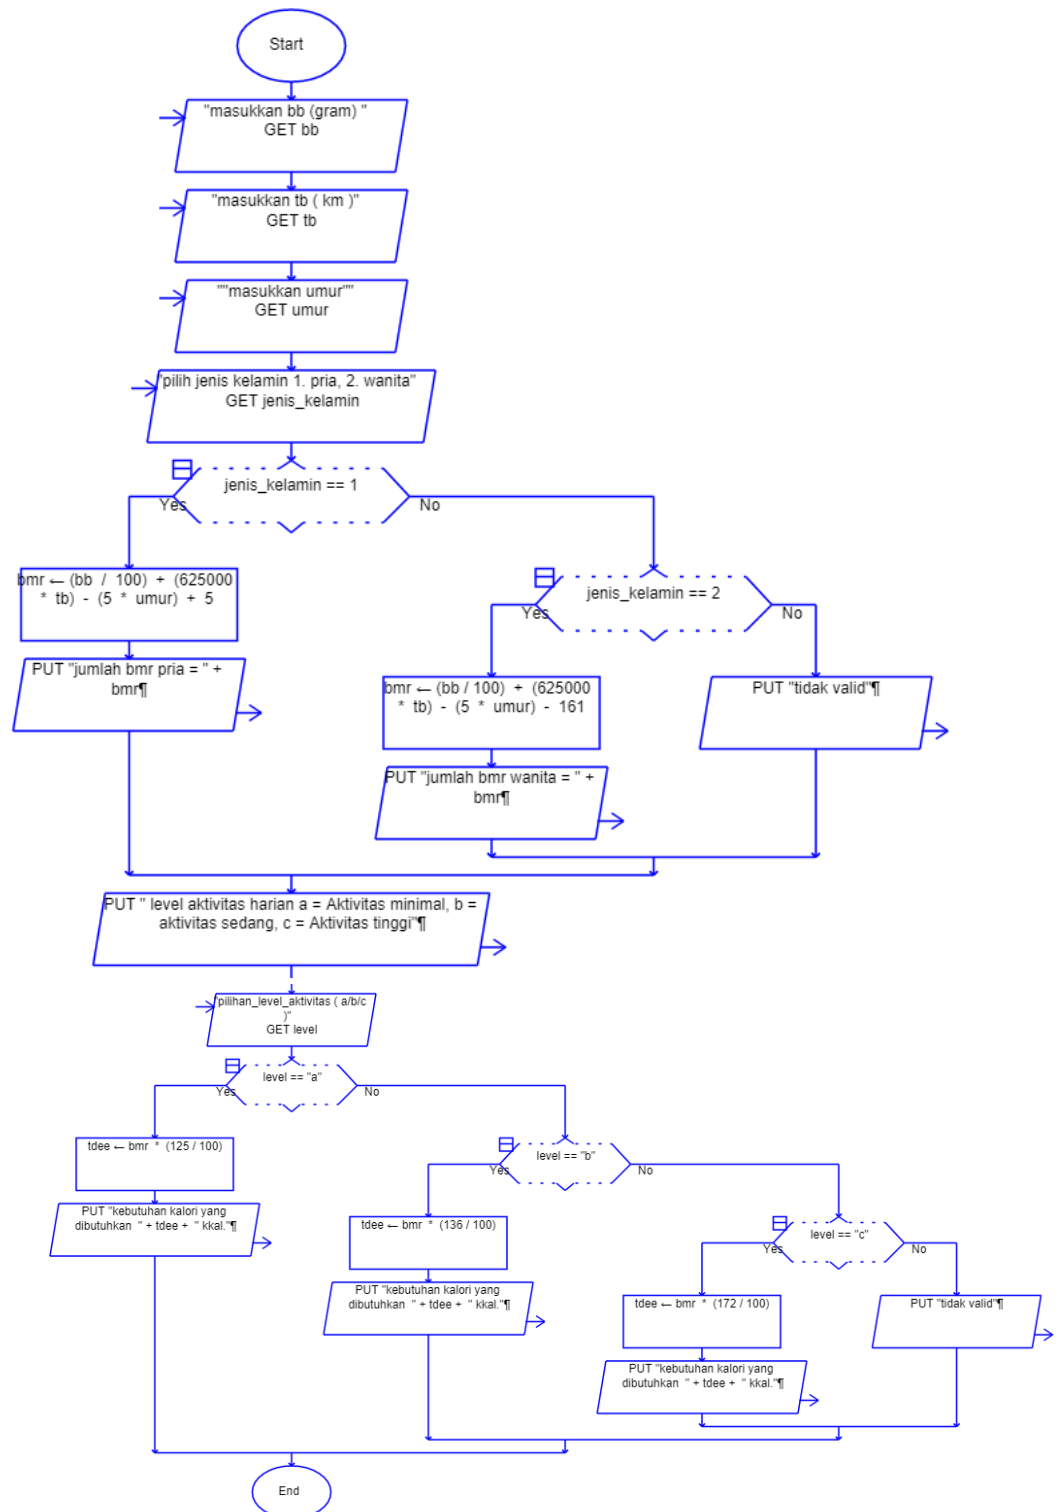 Start
"masukkan bb (gram) "
GET bb
"masukkan tb ( km )"
GET tb
""masukkan umur""
GET umur
"pilih jenis kelamin 1. pria, 2. wanita"
GET jenis_kelamin
jenis_kelamin == 1
Yes
No
bmr ← (bb / 100) + (625000
* tb) - (5 * umur) + 5
PUT "jumlah bmr pria = " +
bmr¶
jenis_kelamin == 2
Yes
No
bmr ← (bb / 100) + (625000
* tb) - (5 * umur) - 161
PUT "jumlah bmr wanita = " +
bmr¶
PUT "tidak valid"¶
PUT " level aktivitas harian a = Aktivitas minimal, b =
aktivitas sedang, c = Aktivitas tinggi"¶
"pilihan_level_aktivitas ( a/b/c
)"
GET level
level == "a"
Yes
No
tdee ← bmr * (125 / 100)
PUT "kebutuhan kalori yang
dibutuhkan " + tdee + " kkal."¶
level == "b"
Yes
No
tdee ← bmr * (136 / 100)
PUT "kebutuhan kalori yang
dibutuhkan " + tdee + " kkal."¶
level == "c"
Yes
No
tdee ← bmr * (172 / 100)
PUT "kebutuhan kalori yang
dibutuhkan " + tdee + " kkal."¶
PUT "tidak valid"¶
End